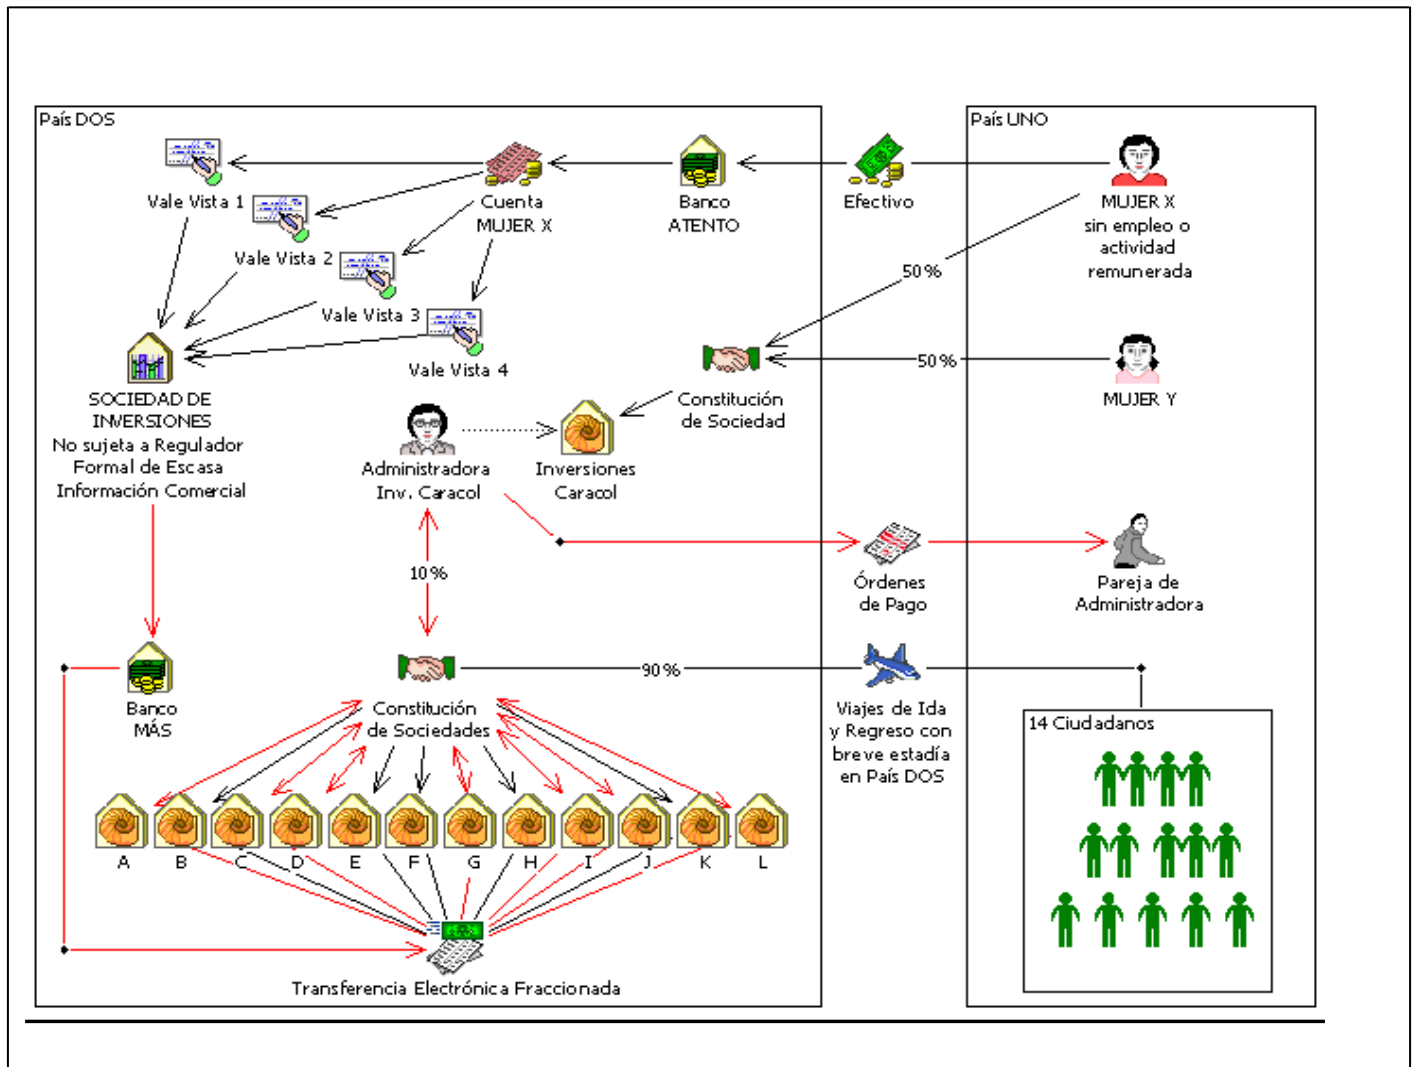 País DOS
País UNO
Vale Vista 1
Cuenta
MUJER X
Banco
ATENTO
Efectivo
MUJER X
sin empleo o
actividad
remunerada
Vale Vista 2
50%
Vale Vista 3
Vale Vista 4
50%
SOCIEDAD DE
INVERSIONES
No sujeta a Regulador
Formal de Escasa
Información Comercial
Constitución
de Sociedad
MUJER Y
Administradora
Inv. Caracol
Inversiones
Caracol
10%
Órdenes
de Pago
Pareja de
Administradora
90%
Banco
MÁS
Constitución
de Sociedades
Viajes de Ida
y Regreso con
breve estadía
en País DOS
14 Ciudadanos
A B C D E F G H I J K L
Transferencia Electrónica Fraccionada